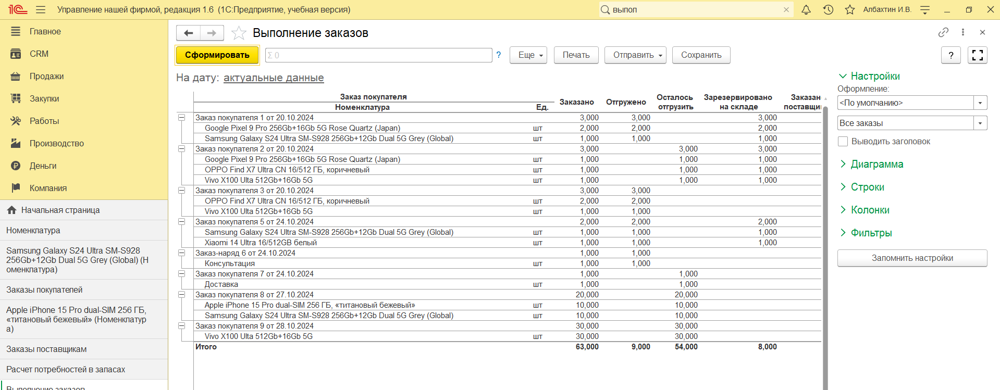 1С Управление нашей фирмой, редакция 1.6 (1С:Предприятие, учебная версия) выпол Албахтин И.В.
Главное
CRM
Продажи
Закупки
Работы
Производство
Деньги
Компания
Начальная страница
Номенклатура
Samsung Galaxy S24 Ultra SM-S928
256Gb+12Gb Dual 5G Grey (Global) (Н
оменклатура)
Заказы покупателей
Apple iPhone 15 Pro dual-SIM 256 ГБ,
«титановый бежевый» (Номенклатур
а)
Заказы поставщикам
Расчет потребностей в запасах
Выполнение заказов
Выполнение заказов
Сформировать Σ 0 ? Еще Печать Отправить Сохранить ?
На дату: актуальные данные
Заказ покупателя Заказано Отгружено Осталось отгрузить Зарезервировано на складе Заказан поставщи
Номенклатура Ед.
Заказ покупателя 1 от 20.10.2024 3,000 3,000 3,000
Google Pixel 9 Pro 256Gb+16Gb 5G Rose Quartz (Japan) шт 2,000 2,000 2,000
Samsung Galaxy S24 Ultra SM-S928 256Gb+12Gb Dual 5G Grey (Global) шт 1,000 1,000 1,000
Заказ покупателя 2 от 20.10.2024 3,000 3,000 3,000
Google Pixel 9 Pro 256Gb+16Gb 5G Rose Quartz (Japan) шт 1,000 1,000 1,000
OPPO Find X7 Ultra CN 16/512 ГБ, коричневый шт 1,000 1,000 1,000
Vivo X100 Ulta 512Gb+16Gb 5G шт 1,000 1,000 1,000
Заказ покупателя 3 от 20.10.2024 3,000 3,000
OPPO Find X7 Ultra CN 16/512 ГБ, коричневый шт 2,000 2,000
Vivo X100 Ulta 512Gb+16Gb 5G шт 1,000 1,000
Заказ покупателя 5 от 24.10.2024 2,000 2,000 2,000
Samsung Galaxy S24 Ultra SM-S928 256Gb+12Gb Dual 5G Grey (Global) шт 1,000 1,000 1,000
Xiaomi 14 Ultra 16/512GB белый шт 1,000 1,000 1,000
Заказ-наряд 6 от 24.10.2024 1,000 1,000
Консультация шт 1,000 1,000
Заказ покупателя 7 от 24.10.2024 1,000 1,000
Доставка шт 1,000 1,000
Заказ покупателя 8 от 27.10.2024 20,000 20,000
Apple iPhone 15 Pro dual-SIM 256 ГБ, «титановый бежевый» шт 10,000 10,000
Samsung Galaxy S24 Ultra SM-S928 256Gb+12Gb Dual 5G Grey (Global) шт 10,000 10,000
Заказ покупателя 9 от 28.10.2024 30,000 30,000
Vivo X100 Ulta 512Gb+16Gb 5G шт 30,000 30,000
Итого 63,000 9,000 54,000 8,000
Настройки
Оформление:
<По умолчанию>
Все заказы
Выводить заголовок
Диаграмма
Строки
Колонки
Фильтры
Запомнить настройки